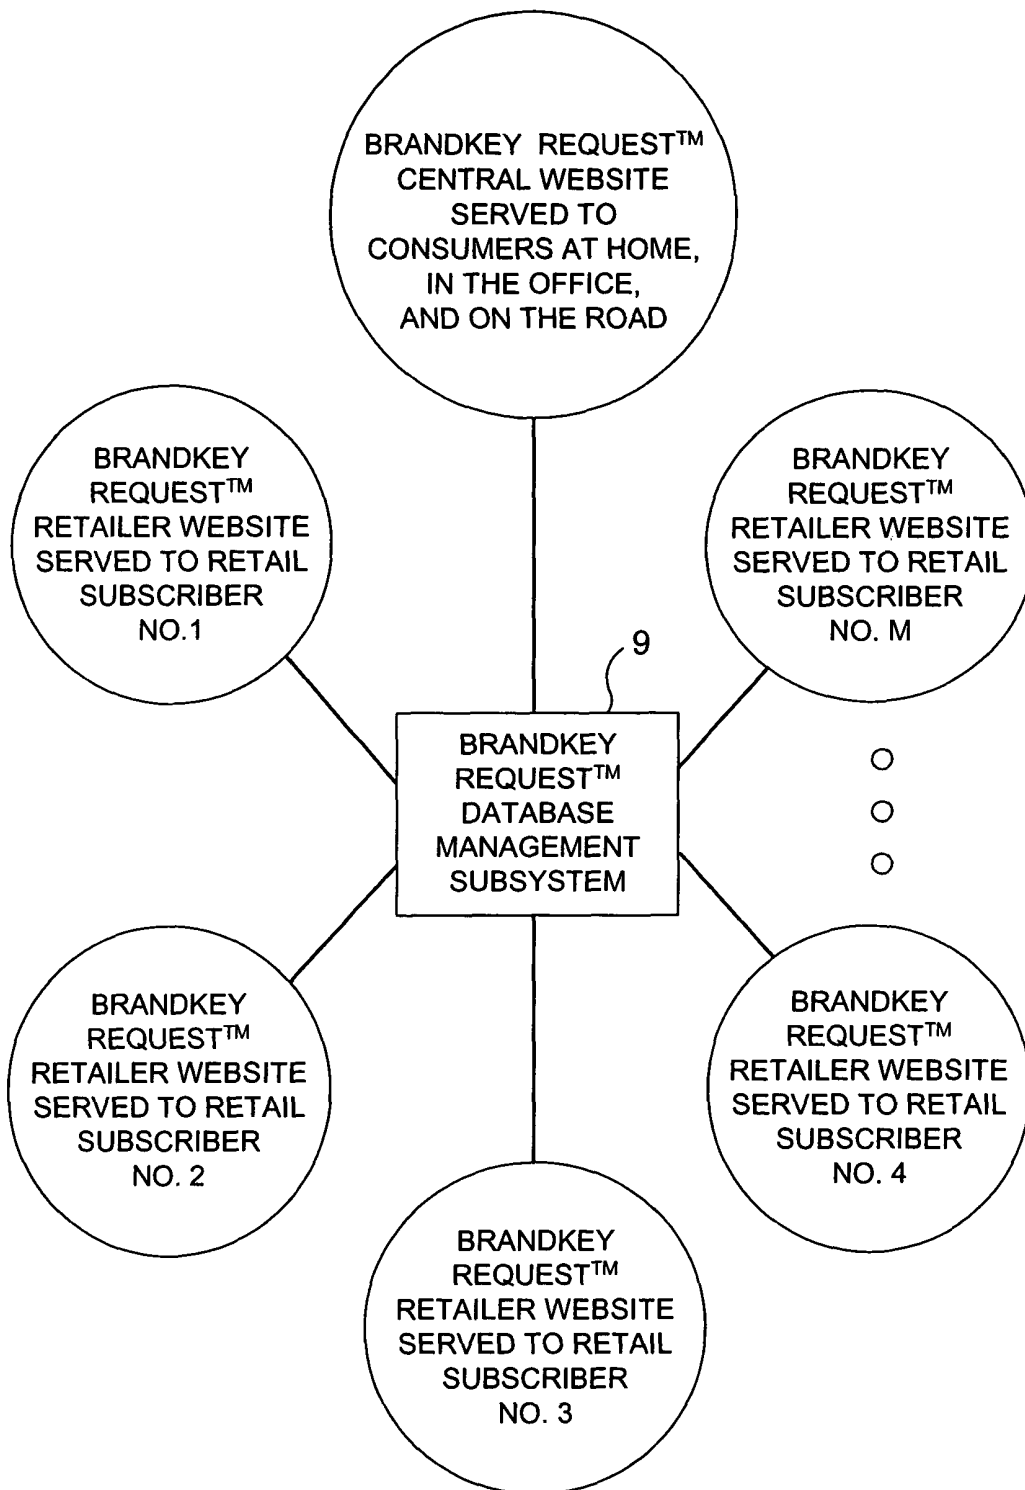 BRANDKEY REQUEST™
CENTRAL WEBSITE
SERVED TO
CONSUMERS AT HOME,
IN THE OFFICE,
AND ON THE ROAD
BRANDKEY
REQUEST™
RETAILER WEBSITE
SERVED TO RETAIL
SUBSCRIBER
NO.1
BRANDKEY
REQUEST™
RETAILER WEBSITE
SERVED TO RETAIL
SUBSCRIBER
NO. M
9
BRANDKEY
REQUEST™
DATABASE
MANAGEMENT
SUBSYSTEM
BRANDKEY
REQUEST™
RETAILER WEBSITE
SERVED TO RETAIL
SUBSCRIBER
NO. 2
BRANDKEY
REQUEST™
RETAILER WEBSITE
SERVED TO RETAIL
SUBSCRIBER
NO. 4
BRANDKEY
REQUEST™
RETAILER WEBSITE
SERVED TO RETAIL
SUBSCRIBER
NO. 3